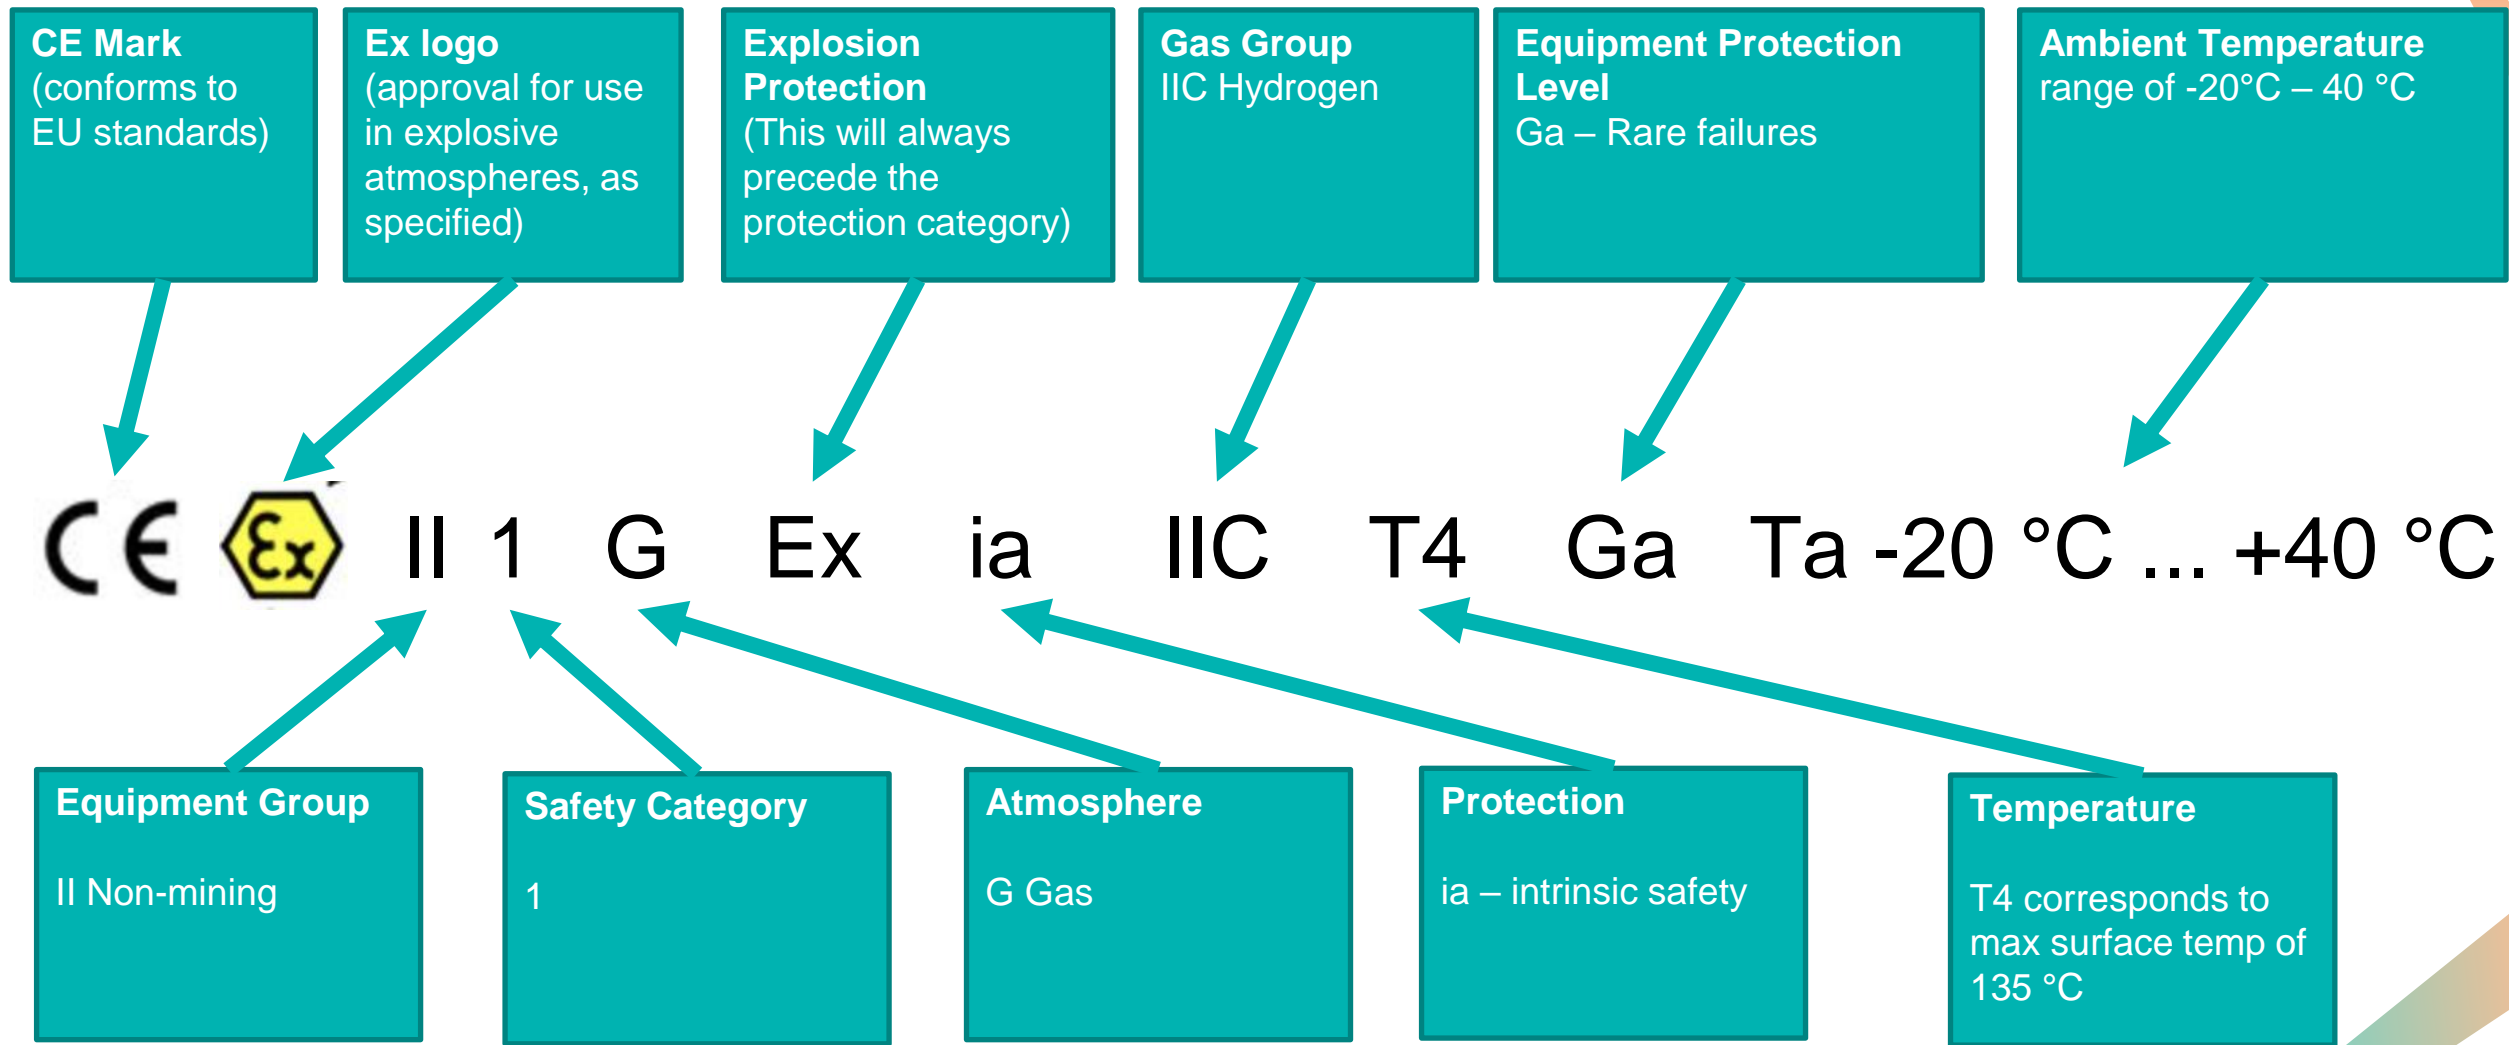 CE Mark
(conforms to
EU standards)
Ex logo
(approval for use
in explosive
atmospheres, as
specified)
Explosion
Protection
(This will always
precede the
protection category)
Gas Group
IIC Hydrogen
Equipment Protection
Level
Ga – Rare failures
Ambient Temperature
range of -20°C – 40 °C
CE Ex II 1 G Ex ia IIC T4 Ga Ta -20 °C ... +40 °C
Equipment Group
II Non-mining
Safety Category
1
Atmosphere
G Gas
Protection
ia – intrinsic safety
Temperature
T4 corresponds to
max surface temp of
135 °C